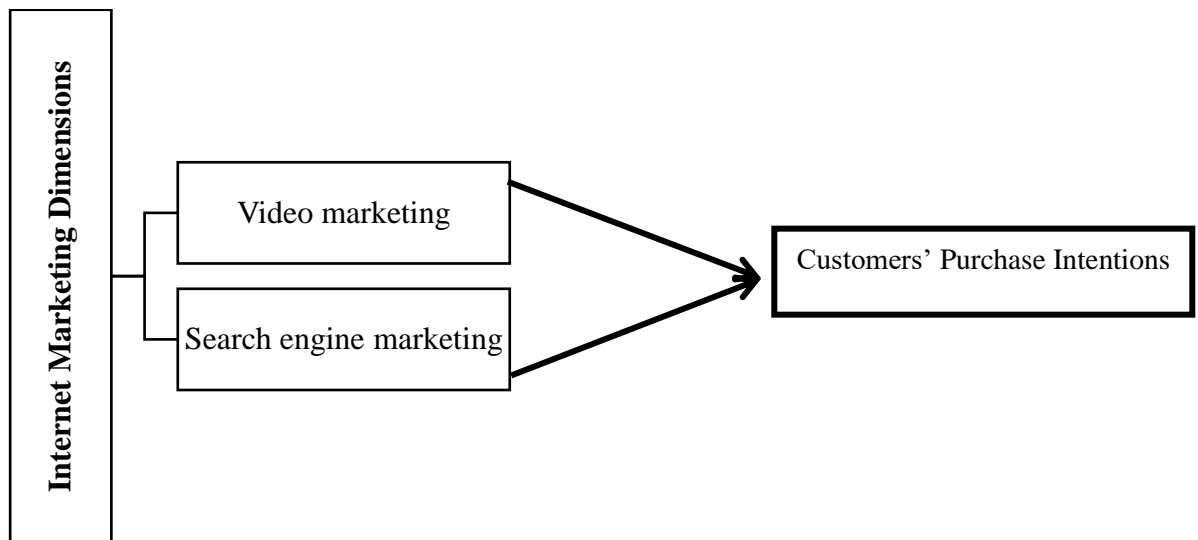 Internet Marketing Dimensions
Video marketing
Search engine marketing
Customers’ Purchase Intentions